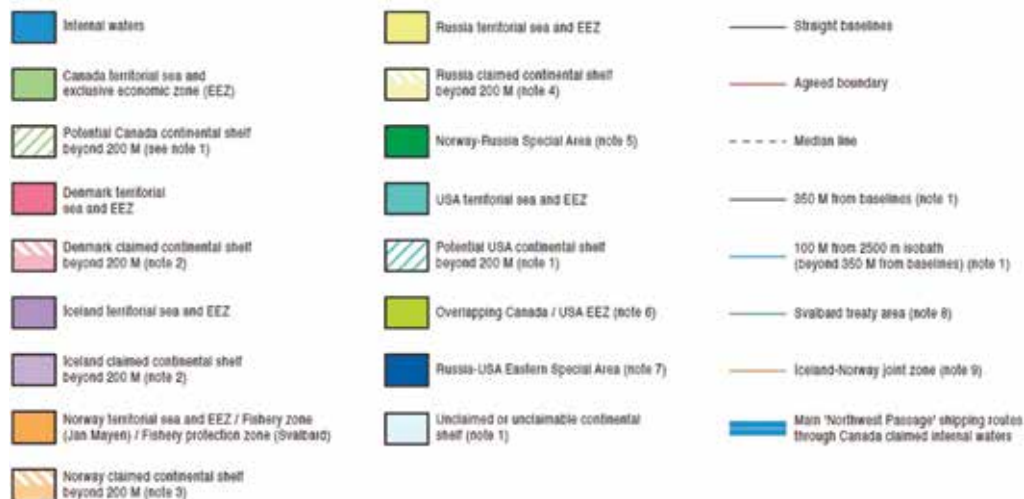 Internal waters
Canada territorial sea and
exclusive economic zone (EEZ)
Potential Canada continental shelf
beyond 200 M (see note 1)
Denmark territorial
sea and EEZ
Denmark claimed continental shelf
beyond 200 M (note 2)
Iceland territorial sea and EEZ
Iceland claimed continental shelf
beyond 200 M (note 2)
Norway territorial sea and EEZ / Fishery zone
(Jan Mayen) / Fishery protection zone (Svalbard)
Norway claimed continental shelf
beyond 200 M (note 3)
Russia territorial sea and EEZ
Russia claimed continental shelf
beyond 200 M (note 4)
Norway-Russia Special Area (note 5)
USA territorial sea and EEZ
Potential USA continental shelf
beyond 200 M (note 1)
Overlapping Canada / USA EEZ (note 6)
Russia-USA Eastern Special Area (note 7)
Unclaimed or unclaimable continental
shelf (note 1)
Straight baselines
Agreed boundary
Median line
350 M from baselines (note 1)
100 M from 2500 m isobath
(beyond 350 M from baselines) (note 1)
Svalbard treaty area (note 8)
Iceland-Norway joint zone (note 9)
Main 'Northwest Passage' shipping routes
through Canada claimed internal waters